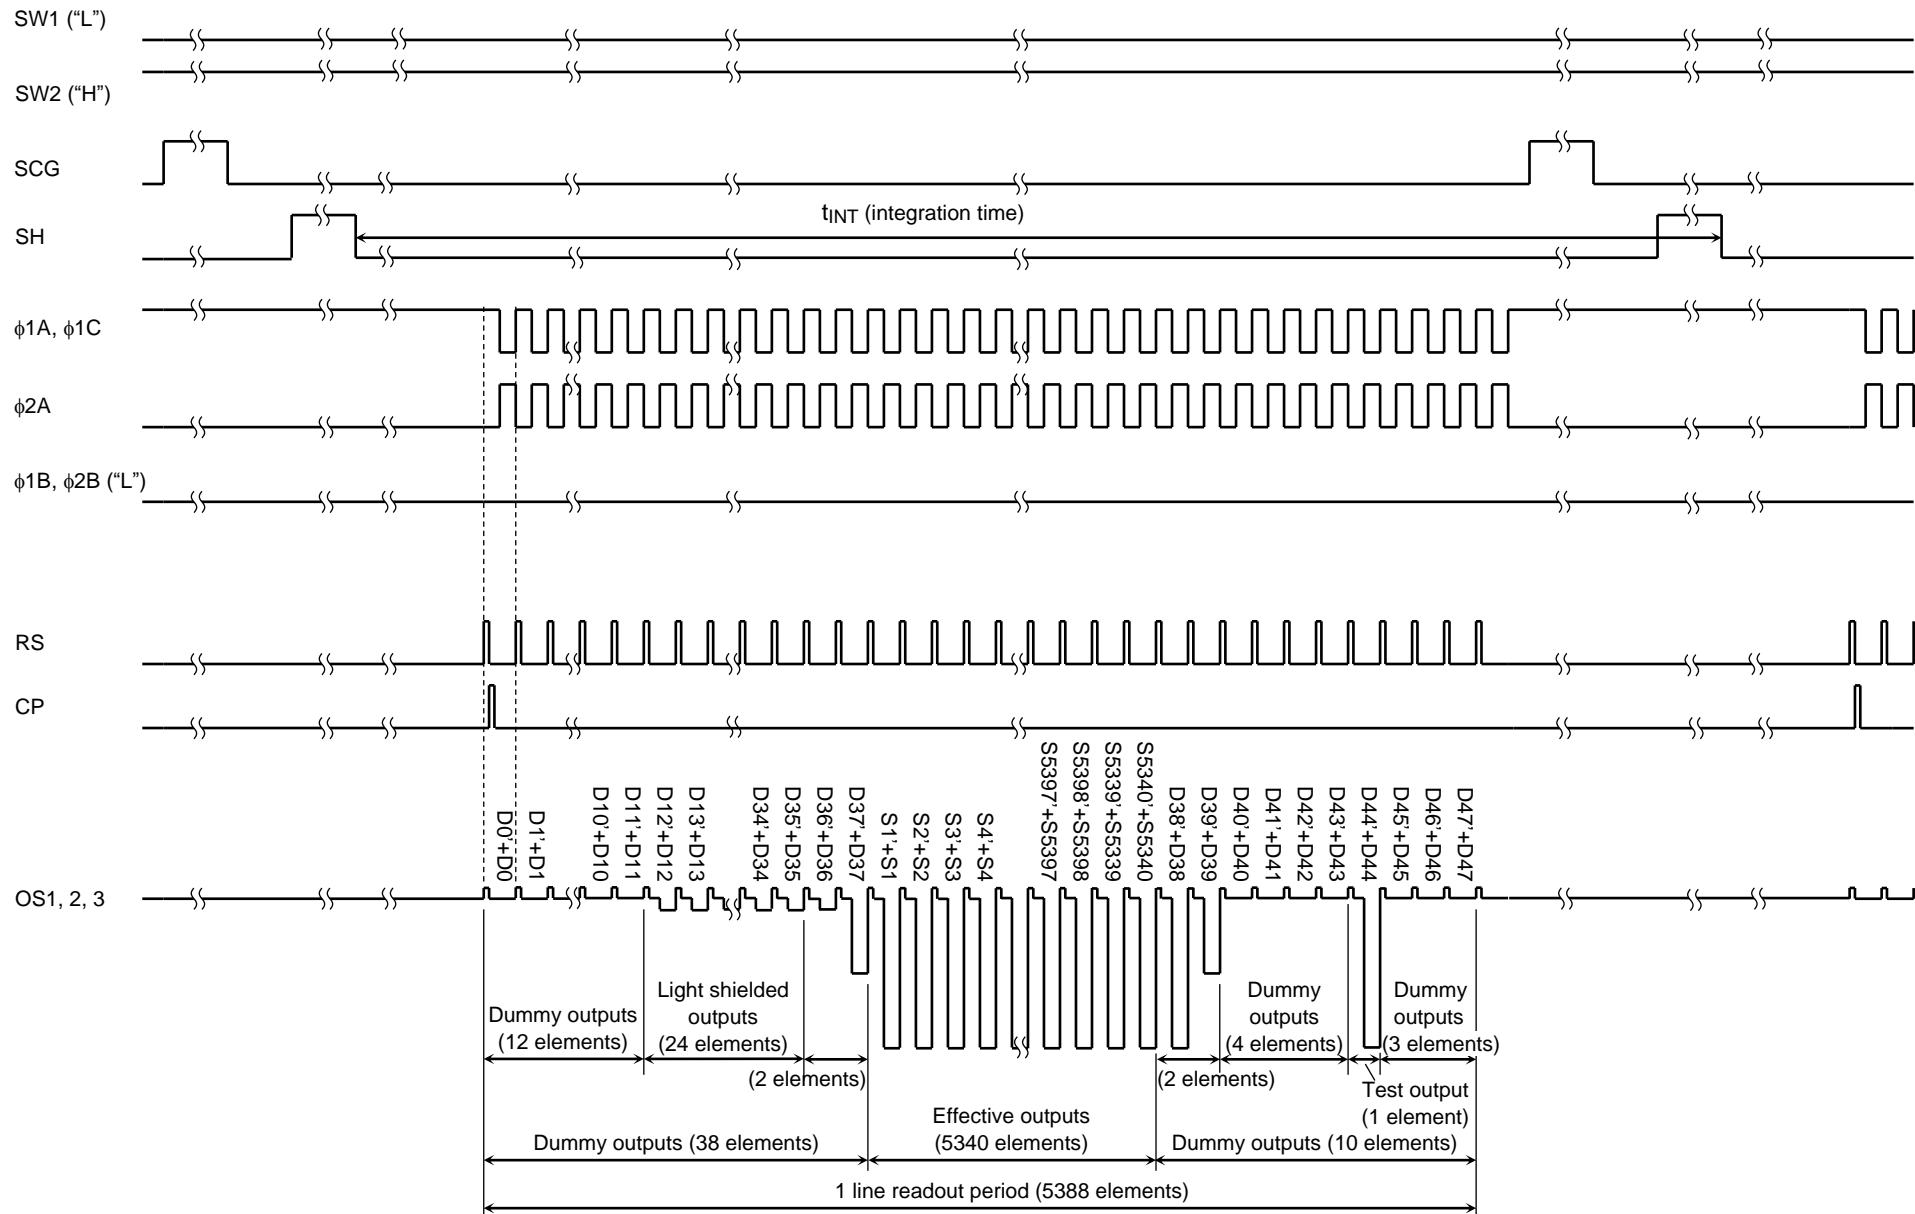 SW1 (“L”)
SW2 (“H”)
SCG
tINT (integration time)
SH
ϕ1A, ϕ1C
ϕ2A
ϕ1B, ϕ2B (“L”)
RS
CP
D0’+D00
D1’+D1
D10’+D10
D11’+D11
D12’+D12
D13’+D13
D34’+D34
D35’+D35
D36’+D36
D37’+D37
S1’+S1
S2’+S2
S3’+S3
S4’+S4
S5397’+S5397
S5398’+S5398
S5339’+S5339
S5340’+S5340
D38’+D38
D39’+D39
D40’+D40
D41’+D41
D42’+D42
D43’+D43
D44’+D44
D45’+D45
D46’+D46
D47’+D47
OS1, 2, 3
Dummy outputs
(12 elements)
Light shielded
outputs
(24 elements)
(2 elements)
(2 elements)
Dummy
outputs
(4 elements)
Dummy
outputs
(3 elements)
Test output
(1 element)
Dummy outputs (38 elements)
Effective outputs
(5340 elements)
Dummy outputs (10 elements)
1 line readout period (5388 elements)